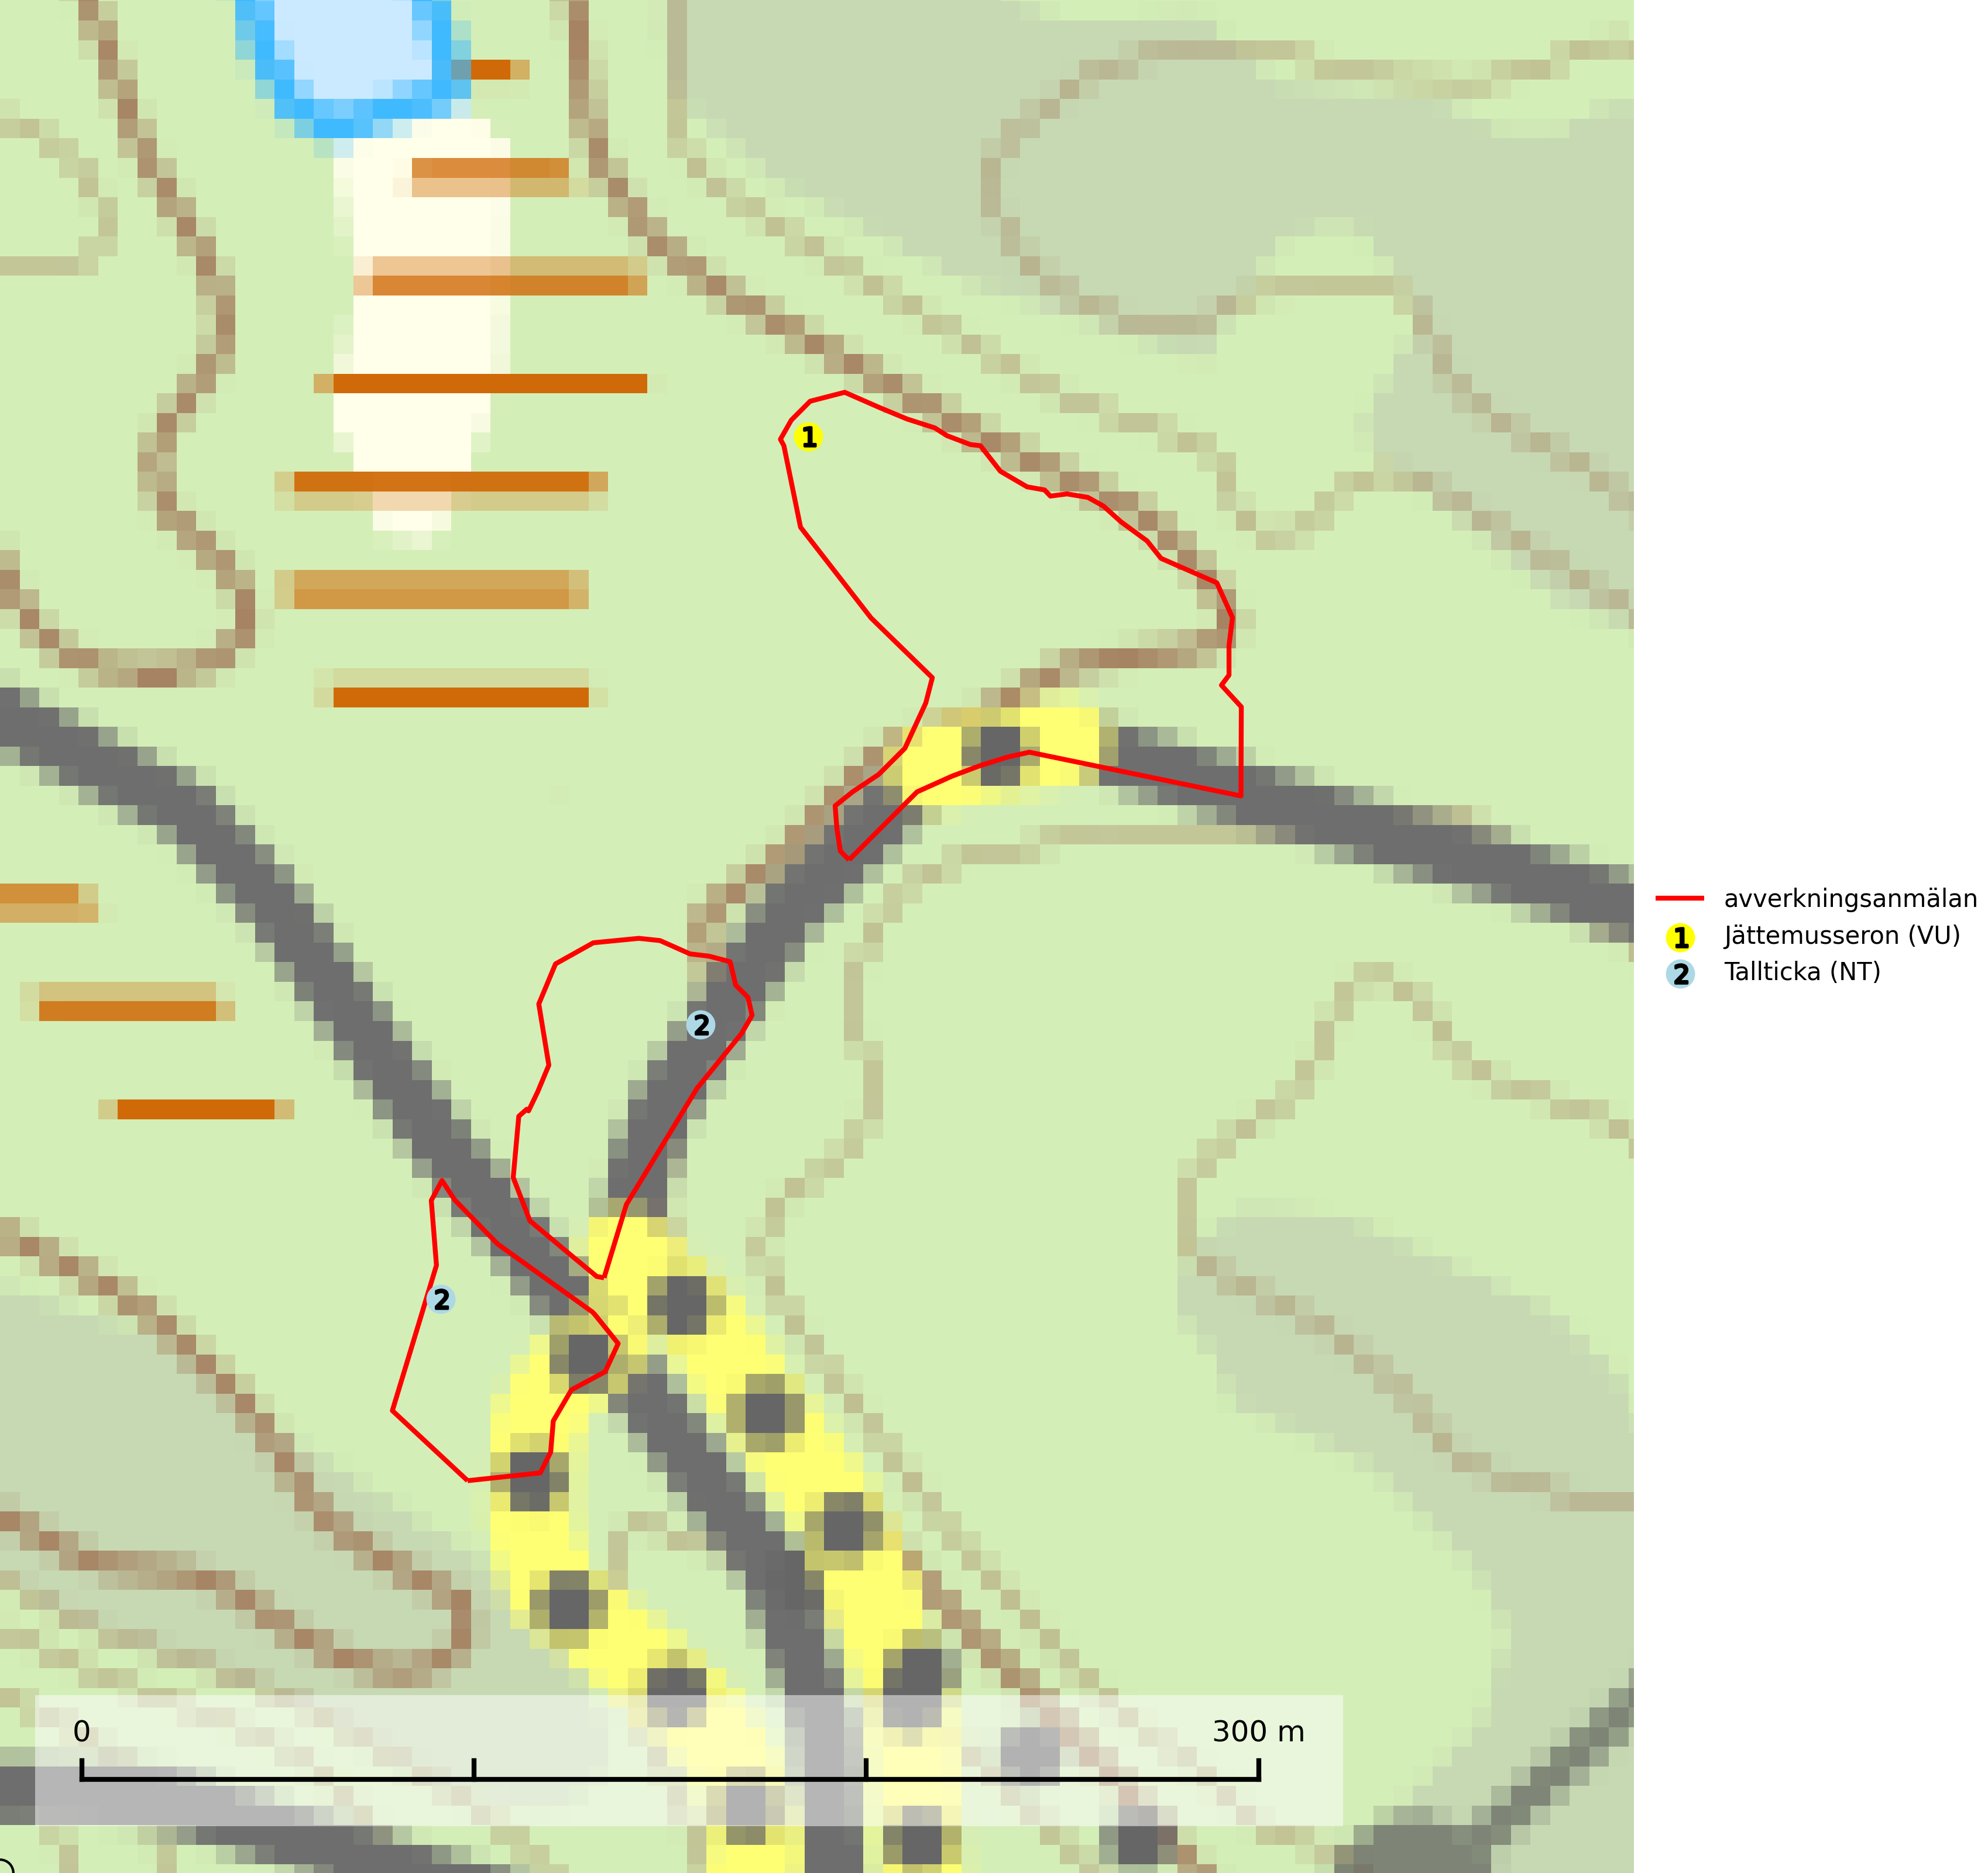 1
2
2
avverkningsanmälan
1 Jättemusseron (VU)
2 Tallticka (NT)
0 300 m